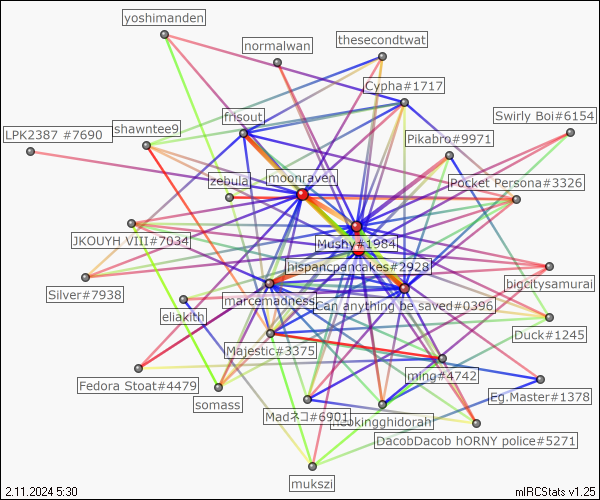 yoshimanden
normalwan
thesecondtwat
Cypha#1717
frisout
Swirly Boi#6154
LPK2387 #7690
shawntee9
Pikabro#9971
zebula
moonraven
Pocket Persona#3326
JKOUYH VIII#7034
Mushy#1984
hispancpancakes#2928
Silver#7938
bigcitysamurai
eliakith
marcemadness
Can anything be saved#0396
Duck#1245
Majestic#3375
Fedora Stoat#4479
ming#4742
Eg.Master#1378
somass
Madネコ#6901
DacobDacob hORNY police#5271
mukszi
2.11.2024 5:30
mIRCStats v1.25